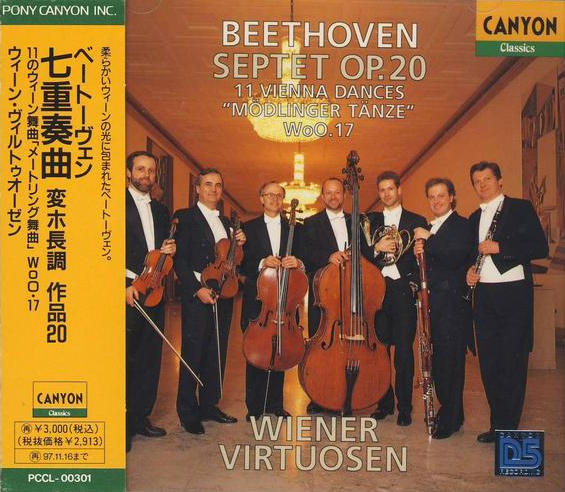 PONY CANYON INC.
柔らかいウィーンの光に包まれたベートーヴェン。
ベートーヴェン
七重奏曲 変ホ長調 作品20
11のウィーン舞曲「メートリング舞曲」WoO.17
ウィーン・ヴィルトゥオーゼン
CANYON
Classics
再 ¥3,000(税込)
(税抜価格¥2,913)
再 97.11.16まで
PCCL-00301
BEETHOVEN
SEPTET OP.20
11 VIENNA DANCES
"MÖDLINGER TÄNZE"
WoO.17
CANYON
Classics
WIENER
VIRTUOSEN
CANYON
D5
RECORDING